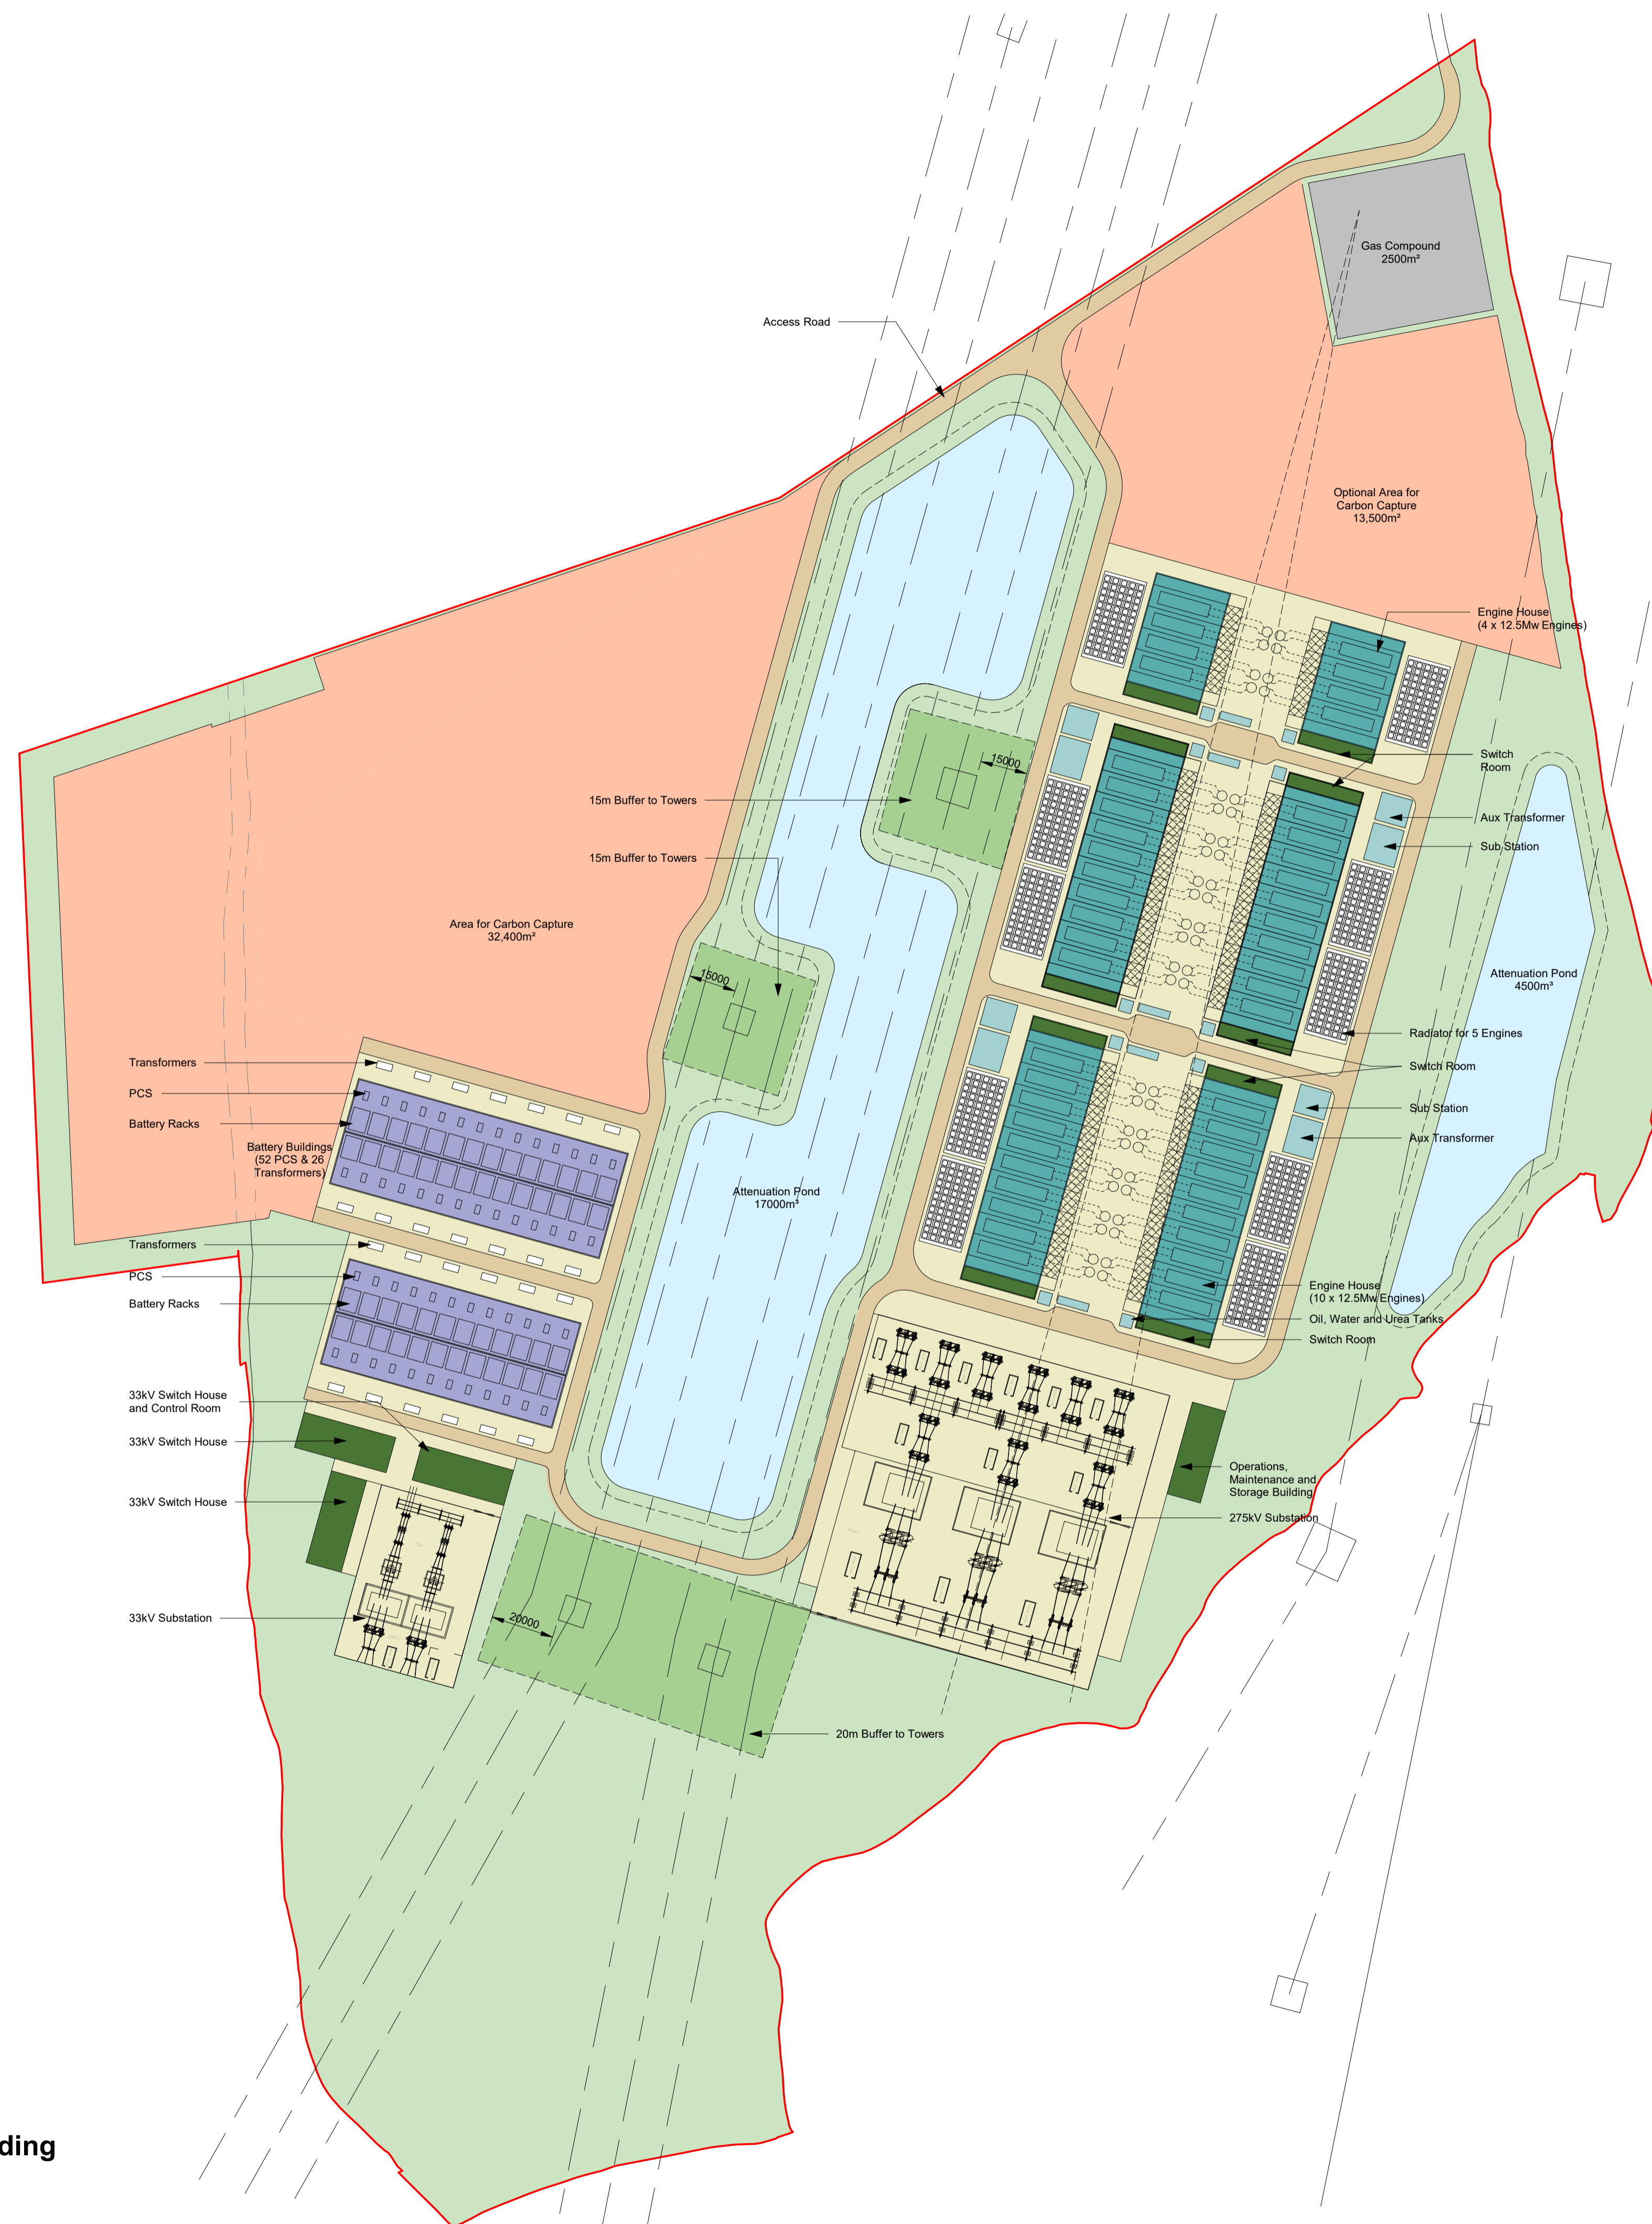 Gas Compound
2500m²
Access Road
Optional Area for
Carbon Capture
13,500m²
Engine House
(4 x 12.5Mw Engines)
Switch
Room
15000
15m Buffer to Towers
Aux Transformer
Sub Station
15m Buffer to Towers
Area for Carbon Capture
32,400m²
15000
Attenuation Pond
4500m³
Radiator for 5 Engines
Transformers
Switch Room
PCS
Sub Station
Battery Racks
Aux Transformer
Battery Buildings
(52 PCS & 26
Transformers)
Attenuation Pond
17000m³
Transformers
PCS
Engine House
(10 x 12.5Mw Engines)
Battery Racks
Oil, Water and Urea Tanks
Switch Room
33kV Switch House
and Control Room
33kV Switch House
Operations,
Maintenance and
Storage Building
33kV Switch House
275kV Substation
33kV Substation
20000
20m Buffer to Towers
ding